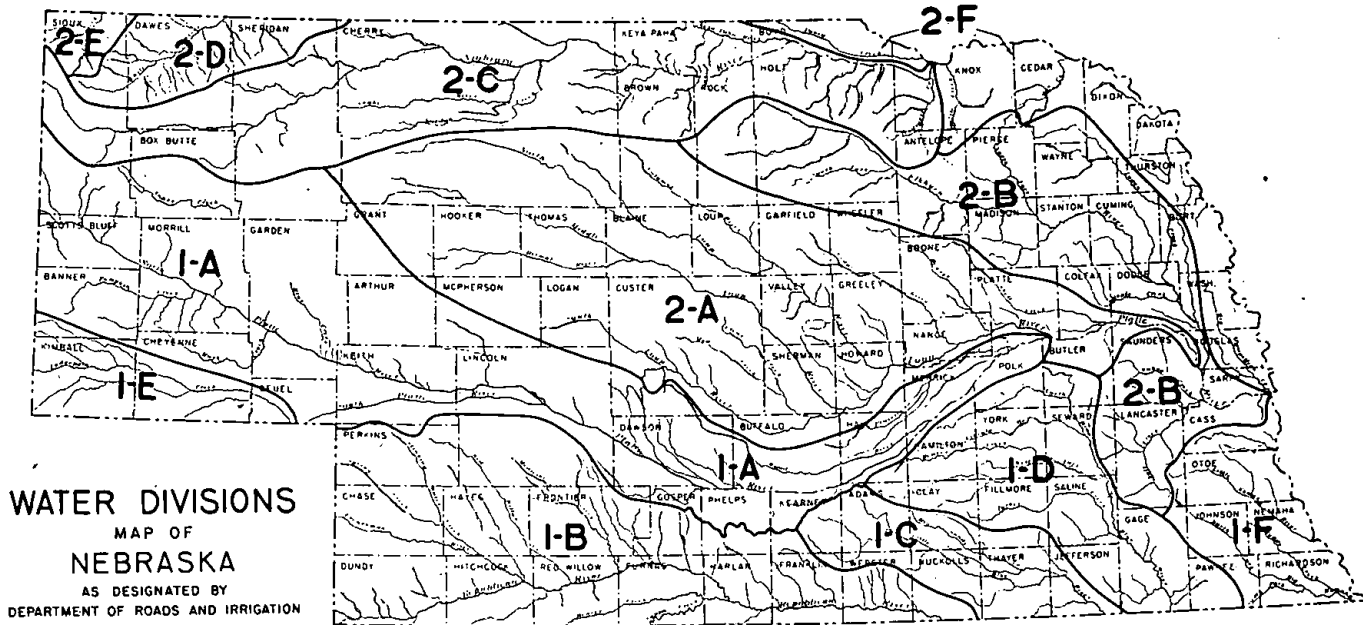 SIOUX
DAWES
SHERIDAN
CHERRY
KEYA PAHA
BOYD
2-F
2-E
2-D
2-C
HOLT
KNOX
CEDAR
BROWN
ROCK
DIXON
DAKOTA
BOX BUTTE
ANTELOPE
PIERCE
WAYNE
THURSTON
2-B
GRANT
HOOKER
THOMAS
BLAINE
LOUP
GARFIELD
WHEELER
MADISON
STANTON
CUMING
BURT
SCOTTS BLUFF
MORRILL
GARDEN
BOONE
1-A
BANNER
ARTHUR
MCPHERSON
LOGAN
CUSTER
VALLEY
GREELEY
PLATTE
COLFAX
DODGE
WASH.
2-A
NANCE
Platte
KIMBALL
CHEYENNE
KEITH
LINCOLN
SHERMAN
HOWARD
MERRICK
POLK
BUTLER
SAUNDERS
DOUGLAS
1-E
DEUEL
2-B
SARPY
PERKINS
DAWSON
BUFFALO
HALL
HAMILTON
YORK
SEWARD
LANCASTER
CASS
1-A
1-D
OTOE
WATER DIVISIONS
CHASE
HAYES
FRONTIER
GOSPER
PHELPS
KEARNEY
ADAMS
CLAY
FILLMORE
SALINE
GAGE
JOHNSON
NEMAHA
MAP OF
1-B
1-C
1-F
NEBRASKA
DUNDY
HITCHCOCK
RED WILLOW
FURNAS
HARLAN
FRANKLIN
WEBSTER
NUCKOLLS
THAYER
JEFFERSON
PAWNEE
RICHARDSON
AS DESIGNATED BY
DEPARTMENT OF ROADS AND IRRIGATION